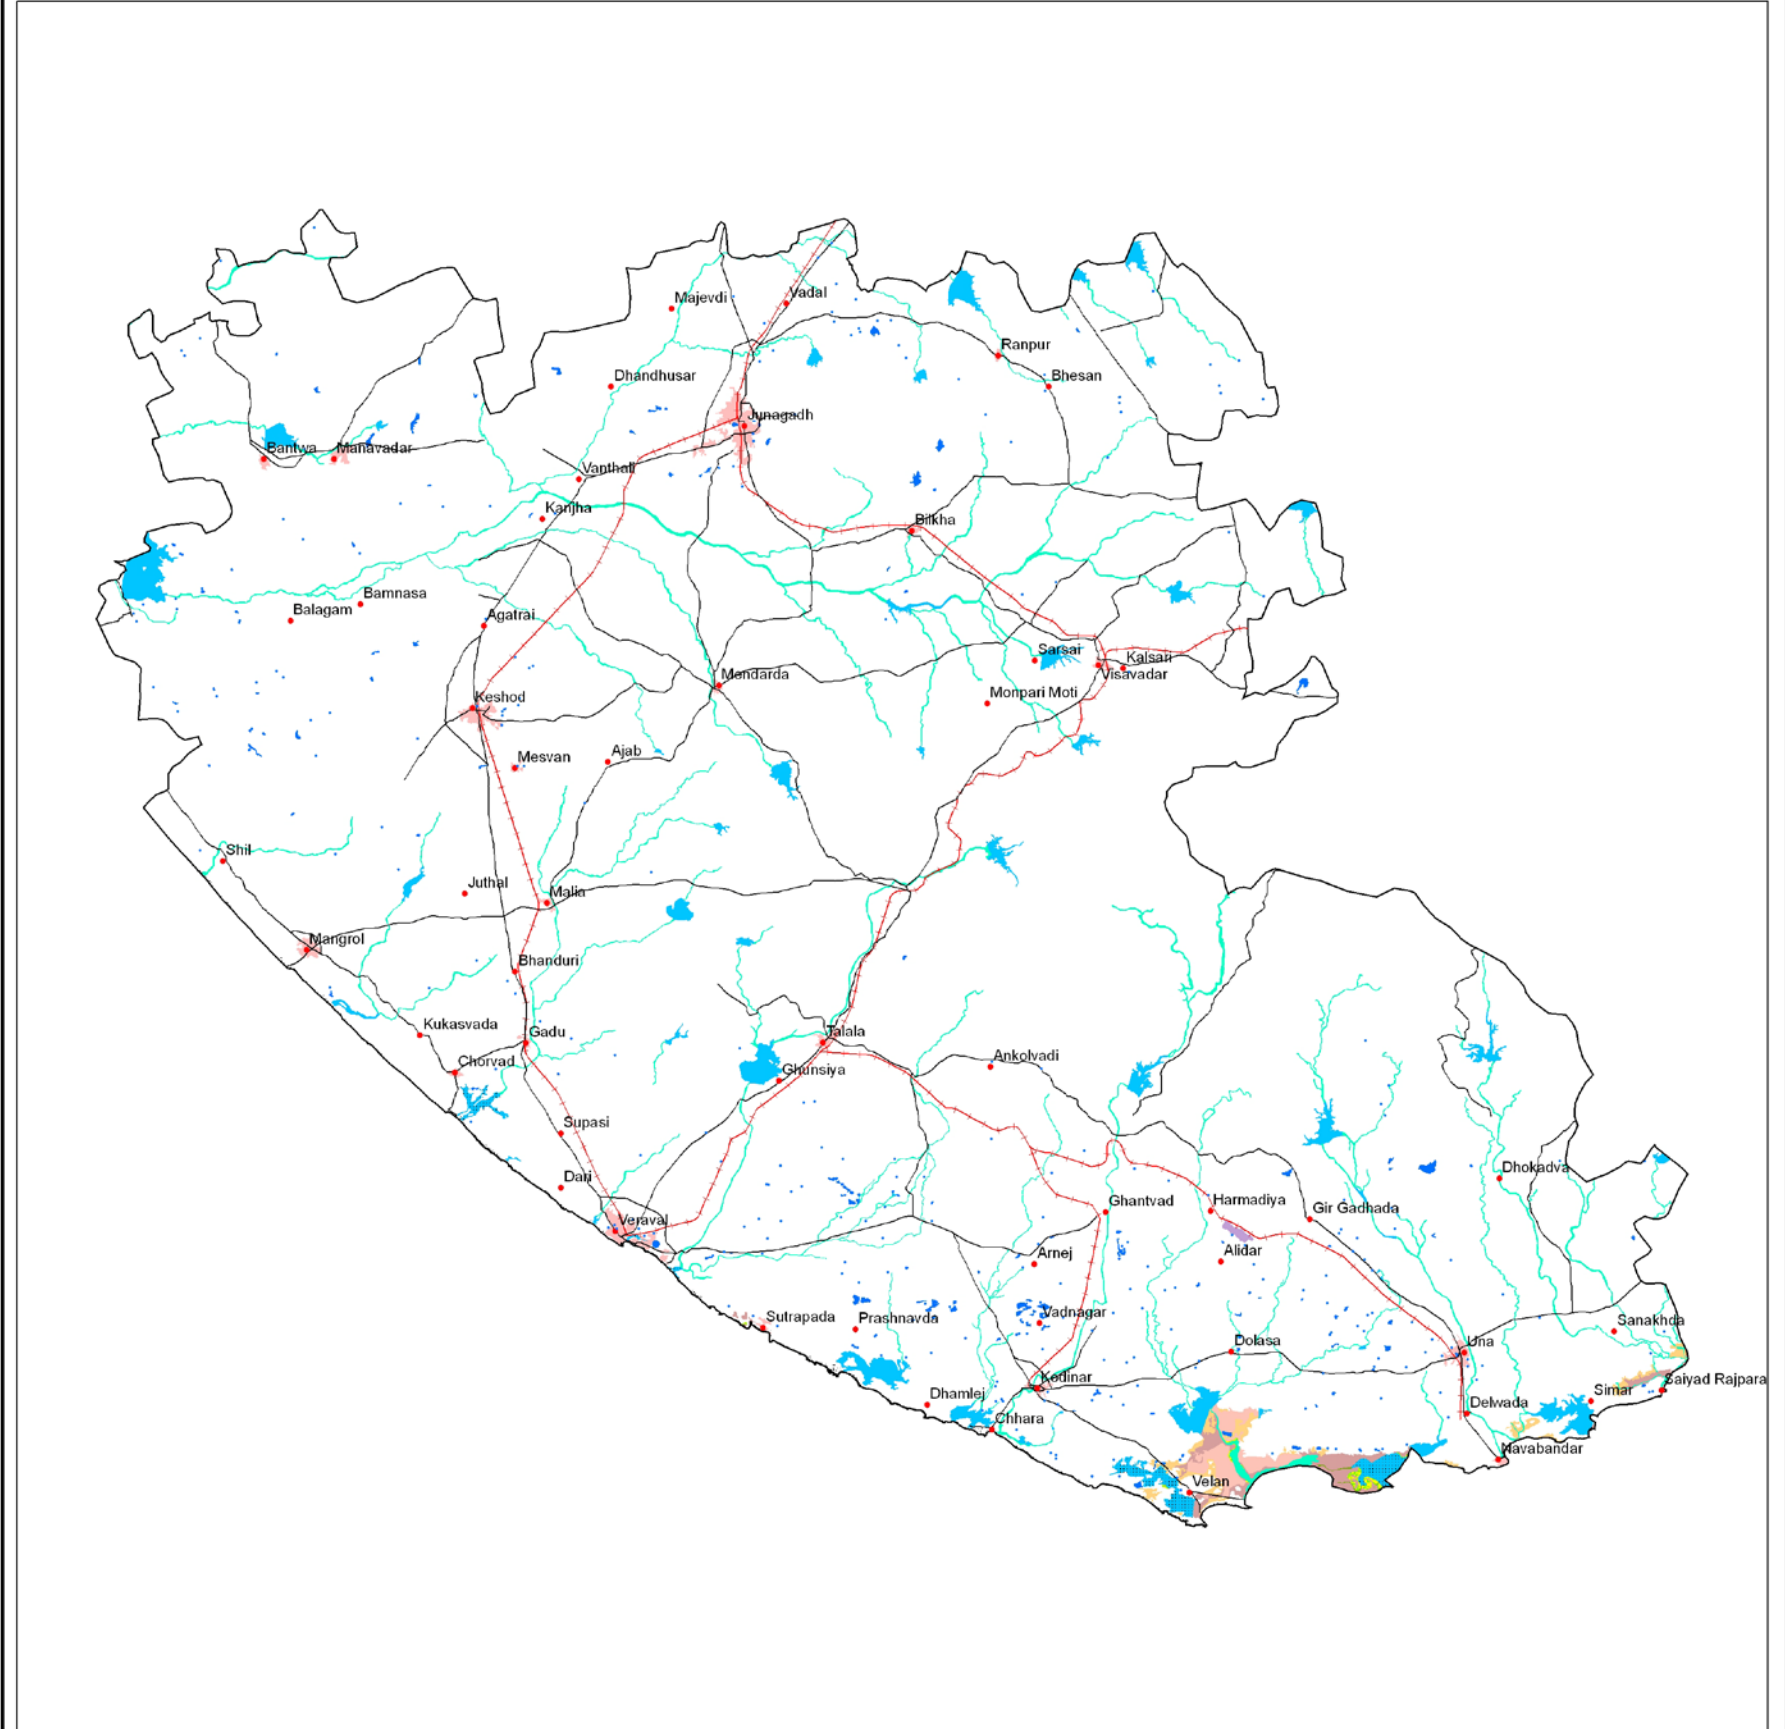 Majevdi
Vadal
Ranpur
Dhandhusar
Bhesan
Junagadh
Bantwa
Manavadar
Vanthali
Kanjha
Bilkha
Bamnasa
Balagam
Agatrai
Sarsai
Kalsari
Visavadar
Mendarda
Monpari Moti
Keshod
Mesvan
Ajab
Shil
Juthal
Malia
Mangrol
Bhanduri
Kukasvada
Gadu
Talala
Chorvad
Ankolvadi
Ghunsiya
Supasi
Dari
Dhokadva
Ghantvad
Harmadiya
Gir Gadhada
Veraval
Arnej
Alidar
Sutrapada
Prashnavda
Vadnagar
Sanakhda
Dolasa
Una
Kodinar
Saiyad Rajpara
Dhamlej
Simar
Delwada
Chhara
Navabandar
Velan